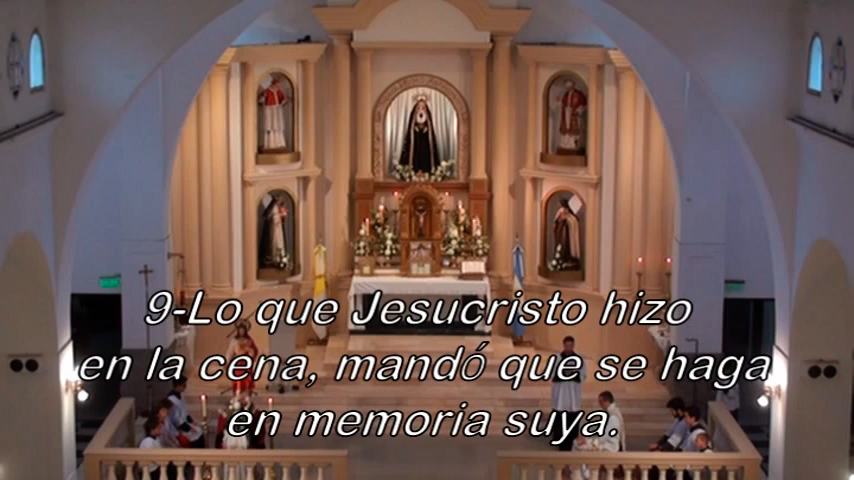 9-Lo que Jesucristo hizo
en la cena, mandó que se haga
en memoria suya.